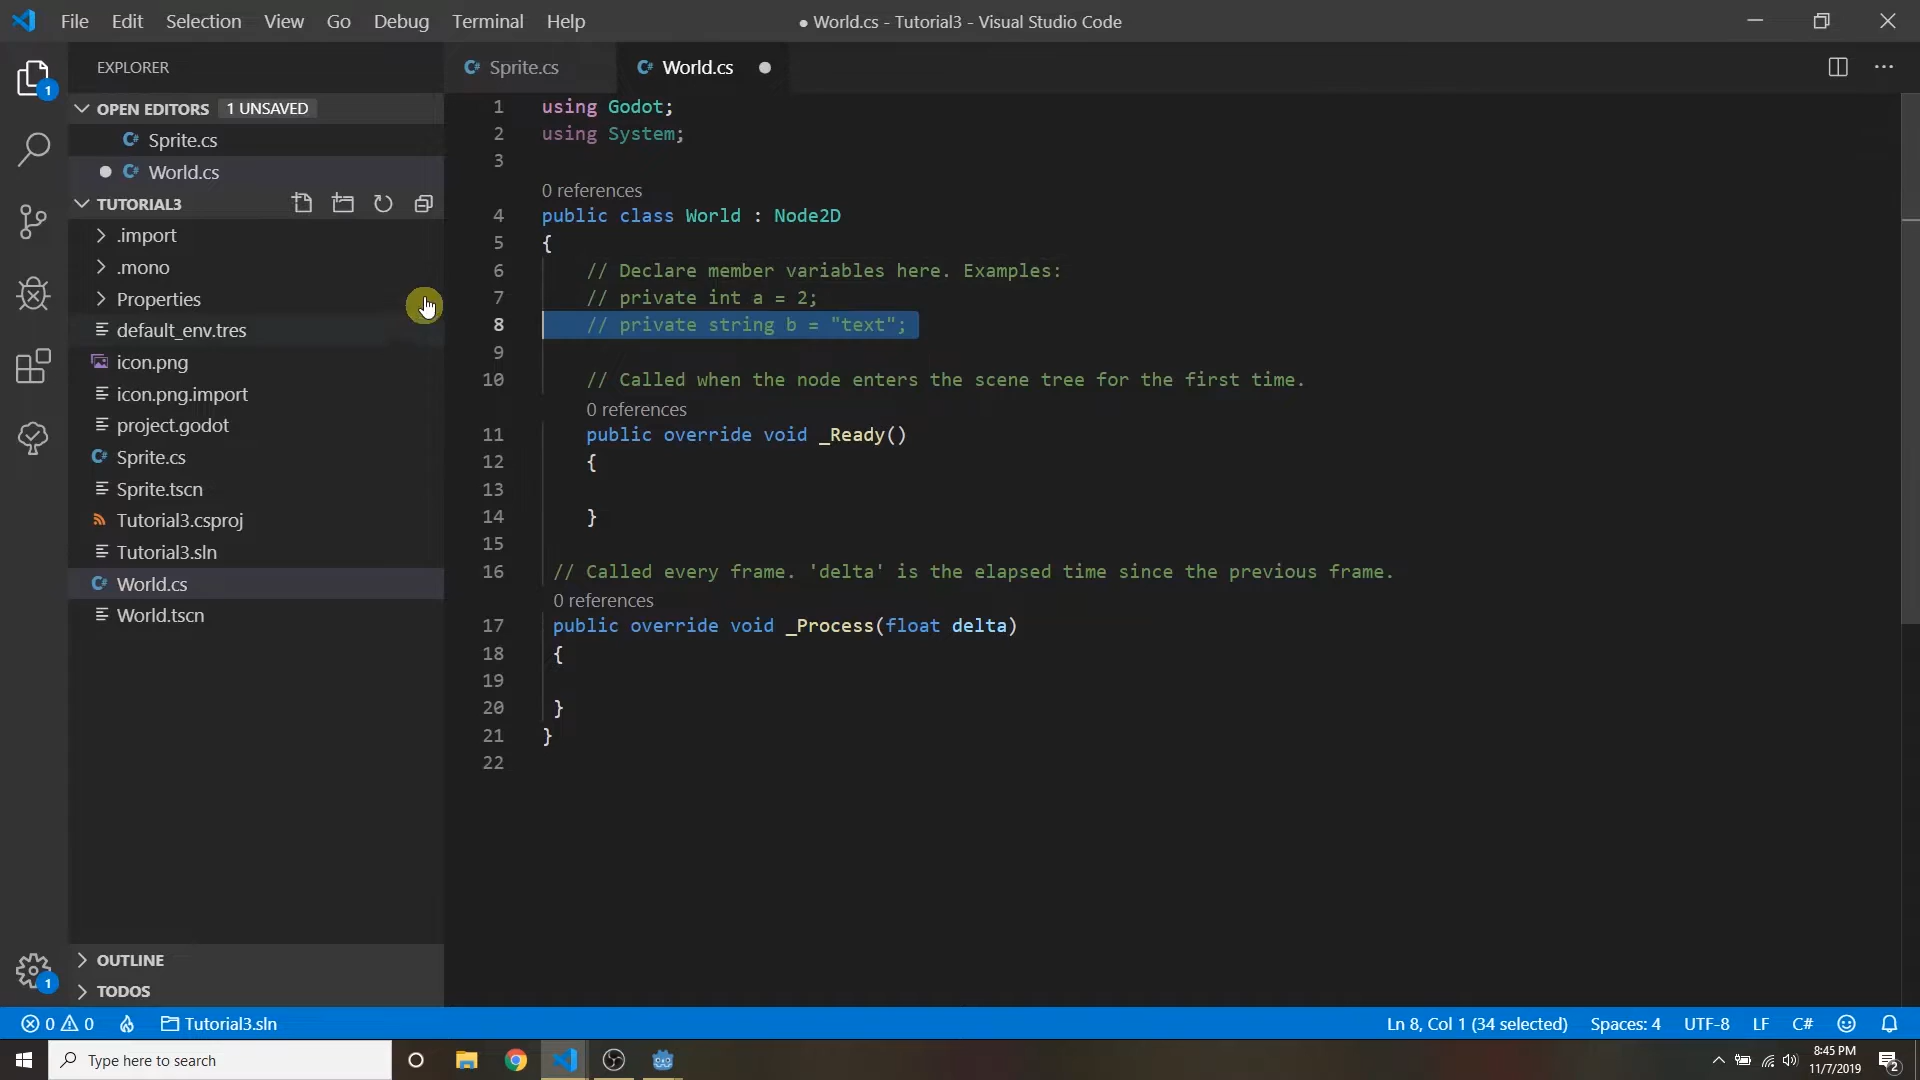 File Edit Selection View Go Debug Terminal Help
● World.cs - Tutorial3 - Visual Studio Code
EXPLORER
OPEN EDITORS 1 UNSAVED
Sprite.cs
World.cs
TUTORIAL3
.import
.mono
Properties
default_env.tres
icon.png
icon.png.import
project.godot
Sprite.cs
Sprite.tscn
Tutorial3.csproj
Tutorial3.sln
World.cs
World.tscn
OUTLINE
TODOS
1
1
Sprite.cs World.cs
1 using Godot;
2 using System;
3
0 references
4 public class World : Node2D
5 {
6 // Declare member variables here. Examples:
7 // private int a = 2;
8 // private string b = "text";
9
10 // Called when the node enters the scene tree for the first time.
0 references
11 public override void _Ready()
12 {
13
14 }
15
16 // Called every frame. 'delta' is the elapsed time since the previous frame.
0 references
17 public override void _Process(float delta)
18 {
19
20 }
21 }
22
0 0 Tutorial3.sln Ln 8, Col 1 (34 selected) Spaces: 4 UTF-8 LF C#
Type here to search
8:45 PM
11/7/2019
2